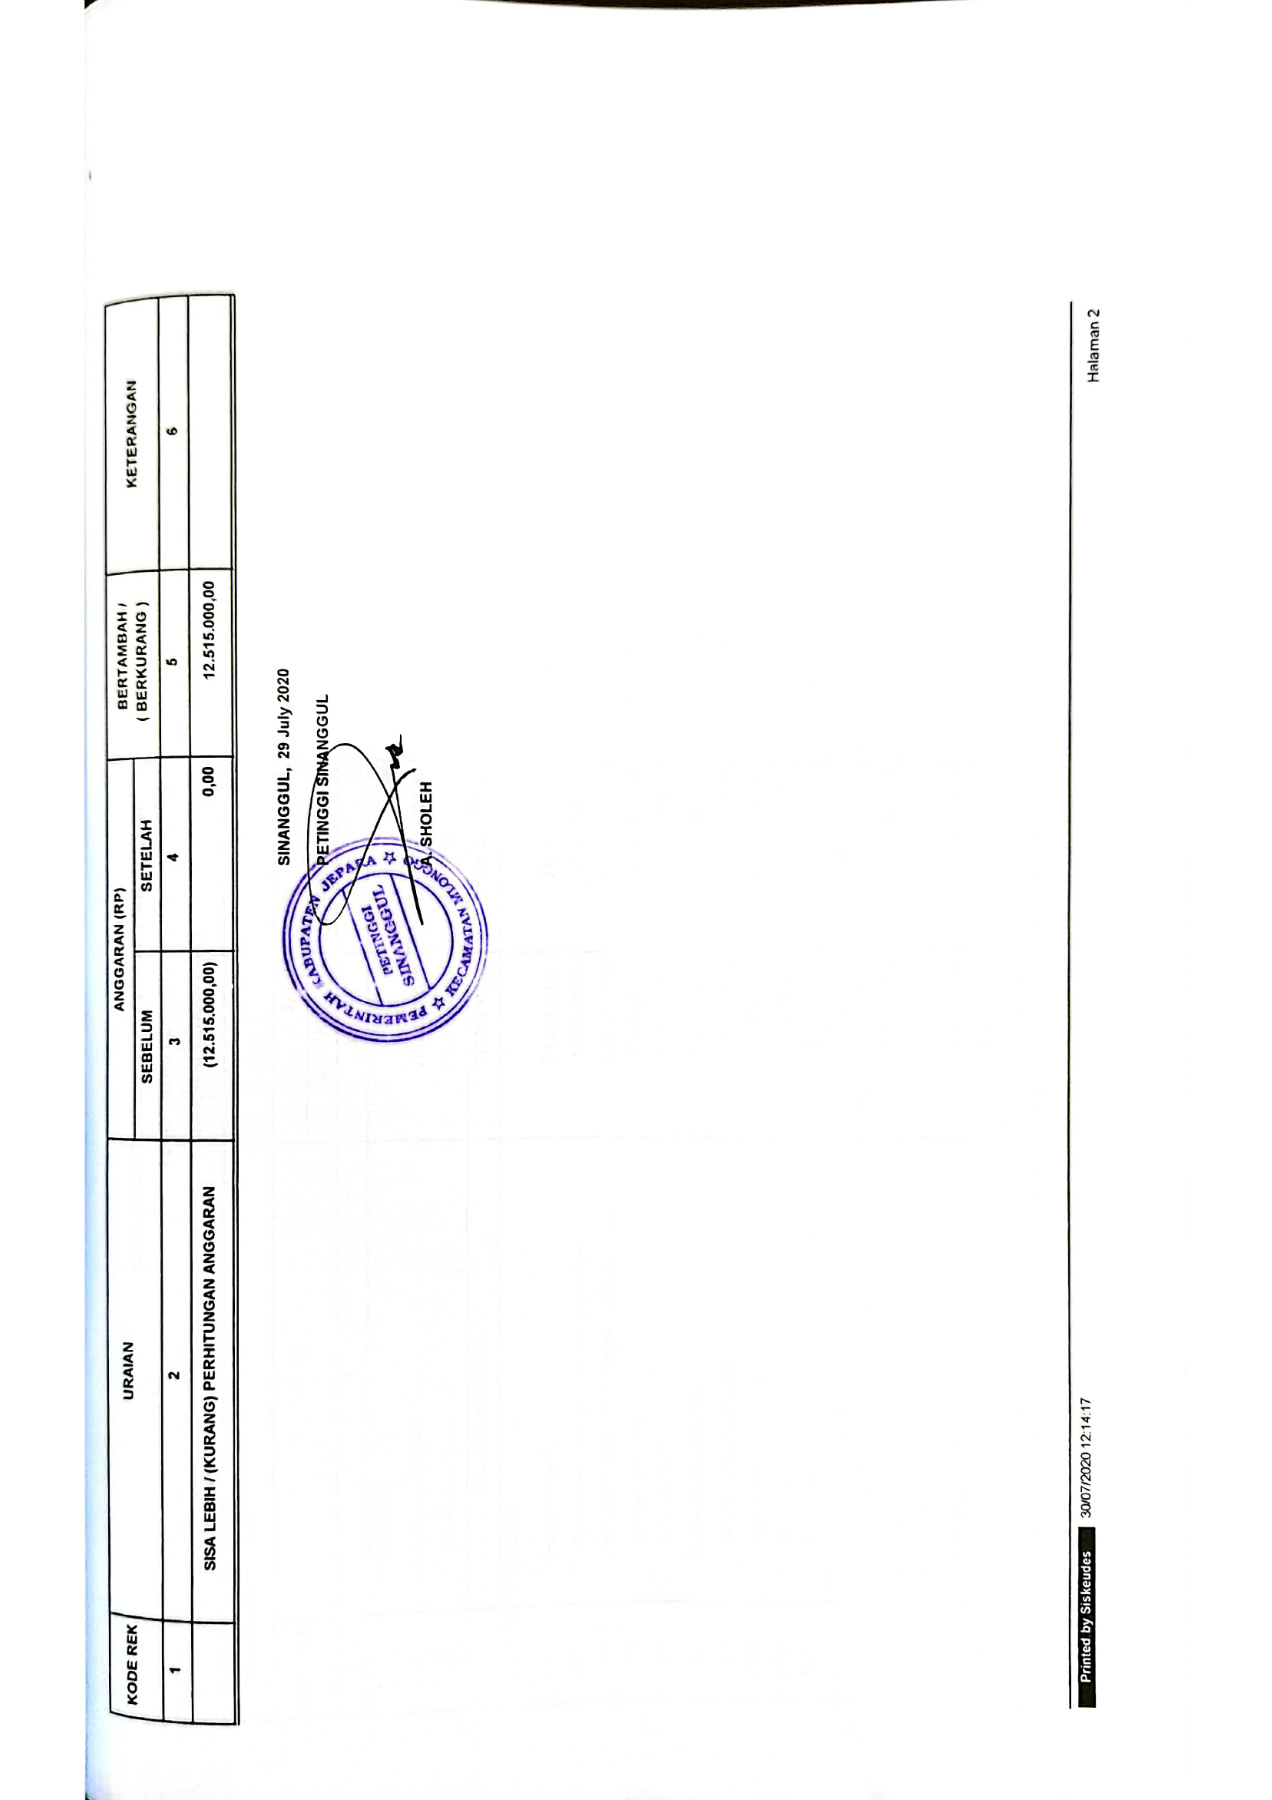 KODE REK URAIAN ANGGARAN (RP) BERTAMBAH / ( BERKURANG ) KETERANGAN
SEBELUM SETELAH
1 2 3 4 5 6
SISA LEBIH / (KURANG) PERHITUNGAN ANGGARAN (12.515.000,00) 0,00 12.515.000,00
SINANGGUL, 29 July 2020
PETINGGI SINANGGUL
A. SHOLEH
PEMERINTAH KABUPATEN JEPARA
KECAMATAN MLONGGO
PETINGGI
SINANGGUL
Printed by Siskeudes 30/07/2020 12:14:17 Halaman 2